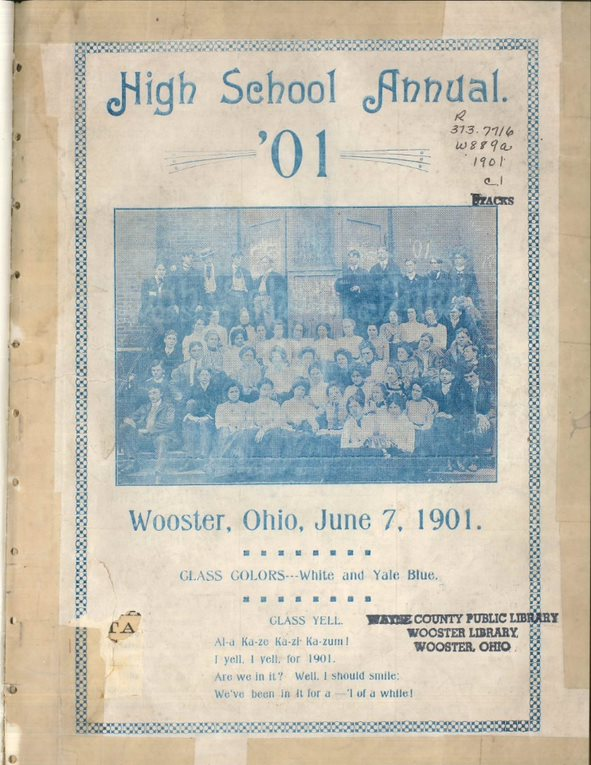 High School Annual.
'01
R
373.7716
W889a
1901
c1
STACKS
'01
Wooster, Ohio, June 7, 1901.
CLASS COLORS---White and Yale Blue.
CLASS YELL.
Al-a Ka-ze Ka-zi Ka-zum!
I yell, I yell, for 1901.
Are we in it? Well, I should smile;
We've been in it for a —'l of a while!
WAYNE COUNTY PUBLIC LIBRARY
WOOSTER LIBRARY,
WOOSTER, OHIO
TA